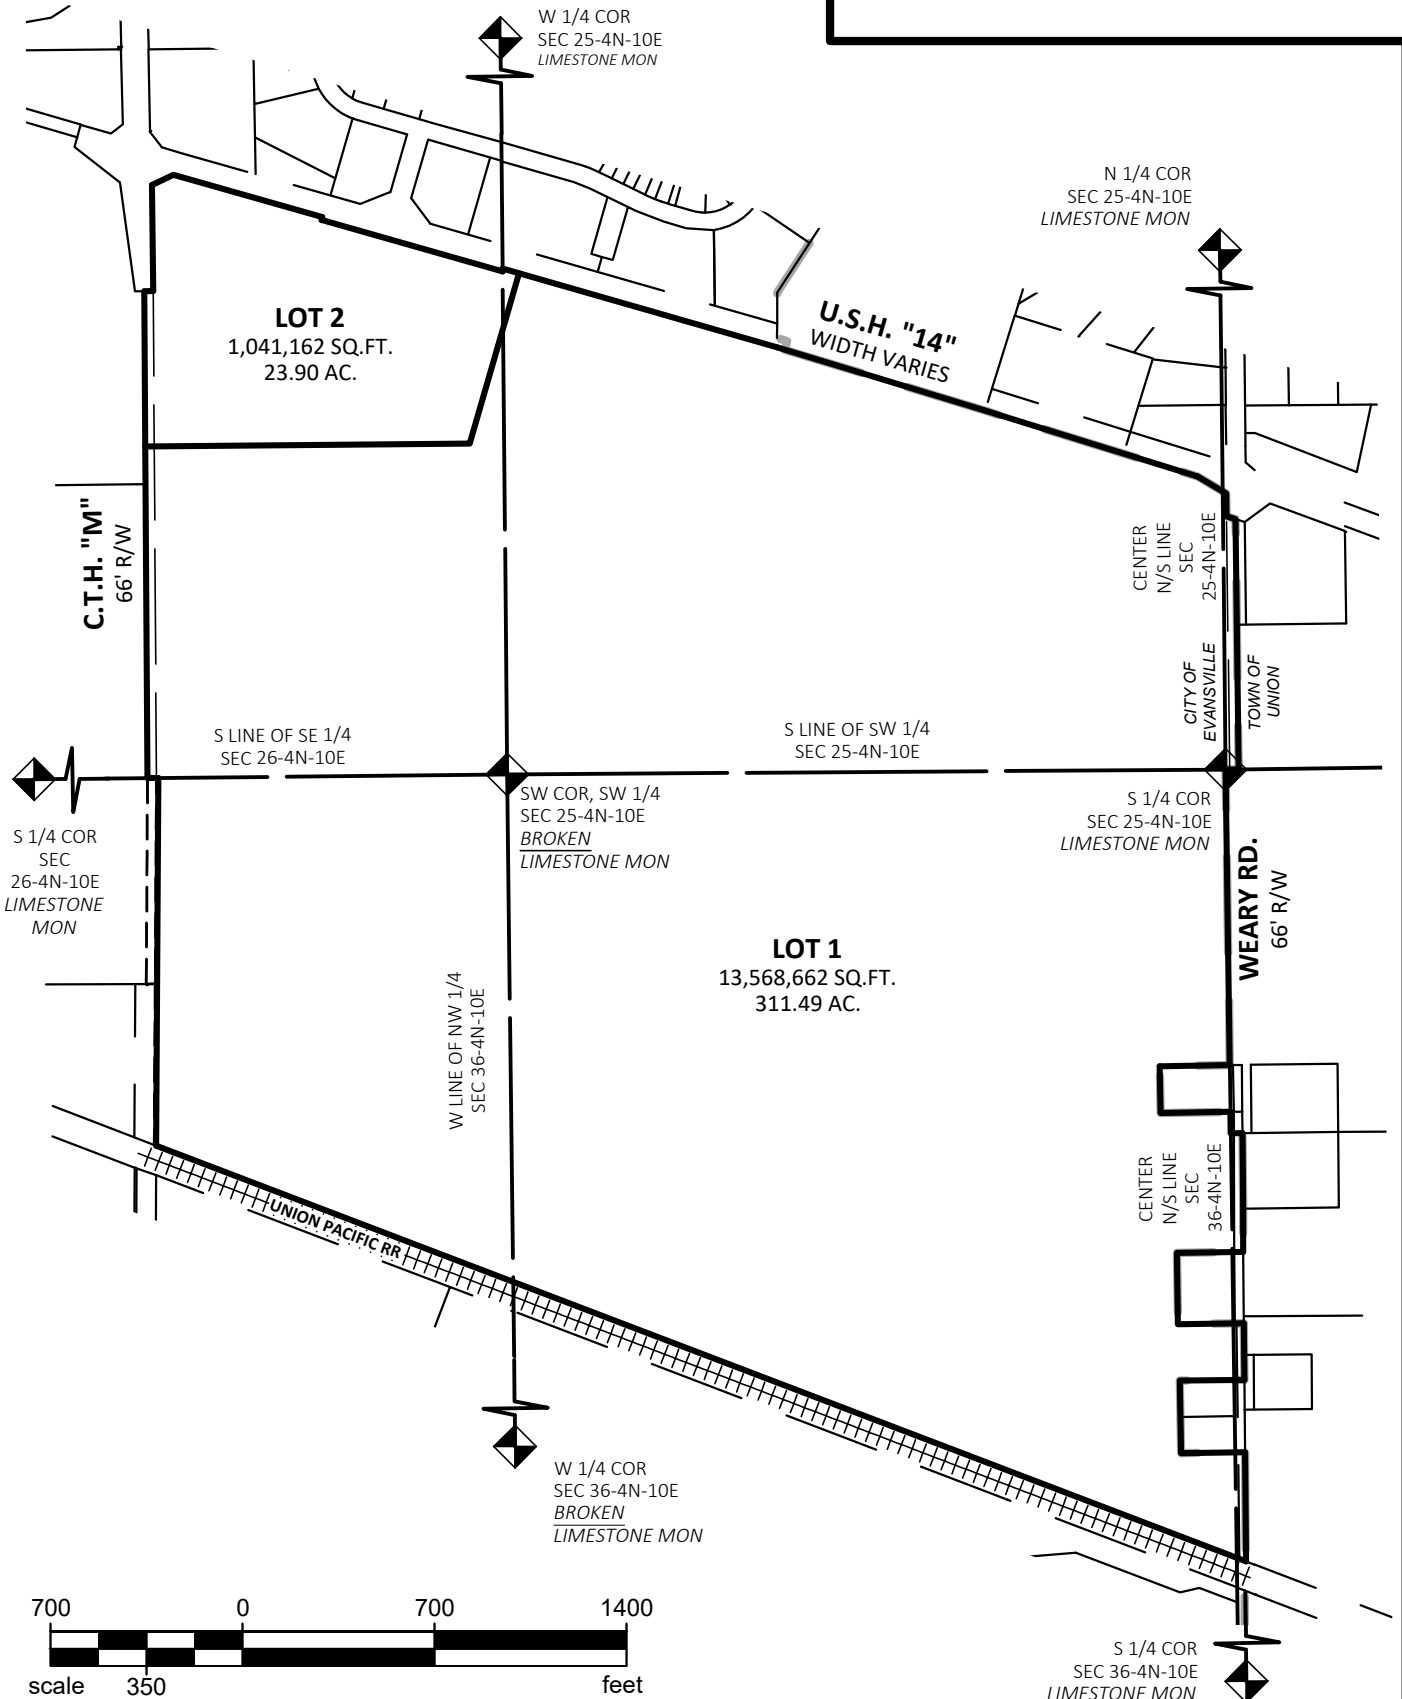 W 1/4 COR
SEC 25-4N-10E
LIMESTONE MON
N 1/4 COR
SEC 25-4N-10E
LIMESTONE MON
LOT 2
1,041,162 SQ.FT.
23.90 AC.
U.S.H. "14"
WIDTH VARIES
C.T.H. "M"
66' R/W
CENTER
N/S LINE
SEC
25-4N-10E
CITY OF
EVANSVILLE
TOWN OF
UNION
S LINE OF SE 1/4
SEC 26-4N-10E
S LINE OF SW 1/4
SEC 25-4N-10E
S 1/4 COR
SEC
26-4N-10E
LIMESTONE
MON
SW COR, SW 1/4
SEC 25-4N-10E
BROKEN
LIMESTONE MON
S 1/4 COR
SEC 25-4N-10E
LIMESTONE MON
WEARY RD.
66' R/W
LOT 1
13,568,662 SQ.FT.
311.49 AC.
W LINE OF NW 1/4
SEC 36-4N-10E
CENTER
N/S LINE
SEC
36-4N-10E
UNION PACIFIC RR
W 1/4 COR
SEC 36-4N-10E
BROKEN
LIMESTONE MON
700 0 700 1400
scale 350 feet
S 1/4 COR
SEC 36-4N-10E
LIMESTONE MON